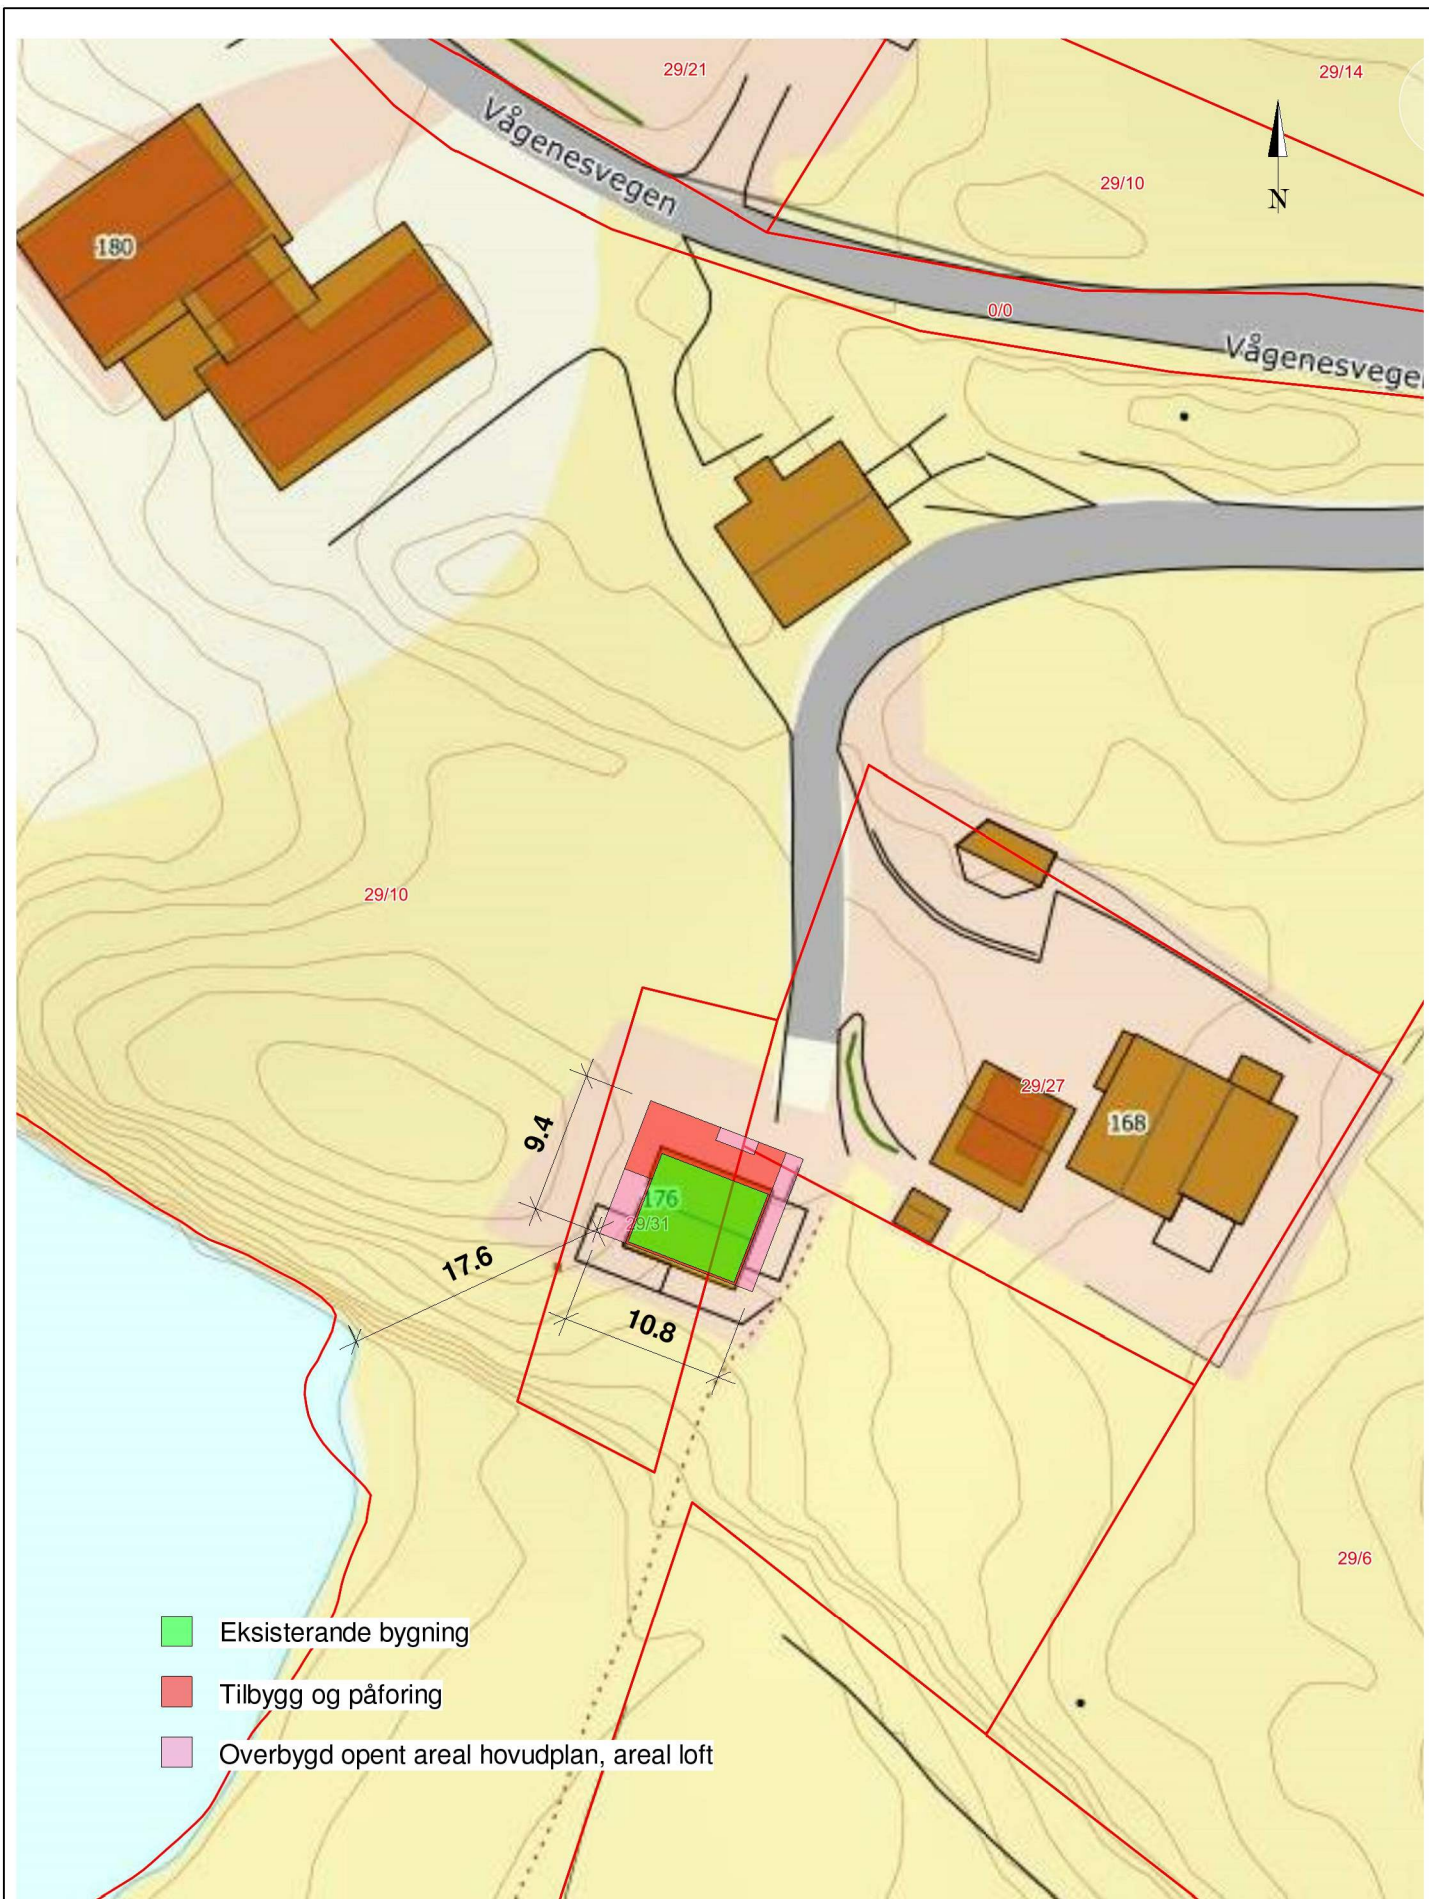 29/21
29/14
Vågenesvegen
29/10
N
180
0/0
Vågenesvege
29/10
29/27
168
9.4
176
29/31
17.6
10.8
29/6
Eksisterande bygning
Tilbygg og påforing
Overbygd opent areal hovudplan, areal loft